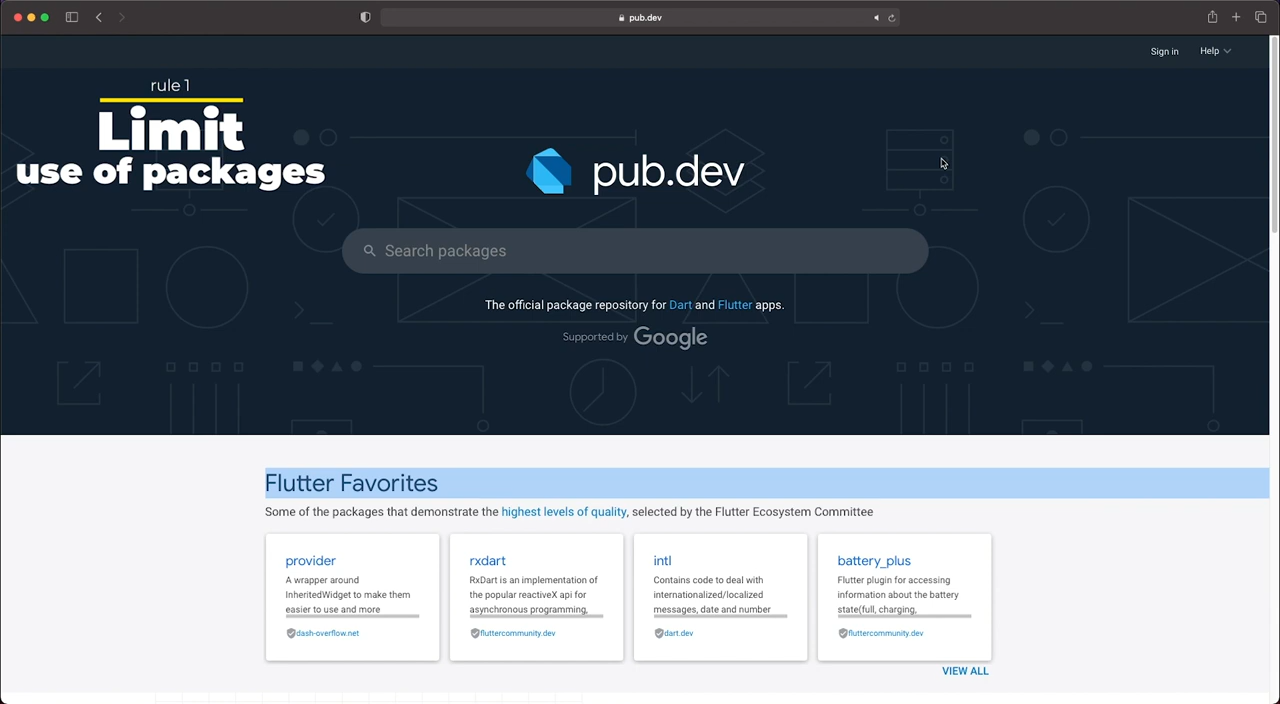 pub.dev
Sign in
Help
rule 1
Limit
use of packages
pub.dev
Search packages
The official package repository for Dart and Flutter apps.
Supported by Google
Flutter Favorites
Some of the packages that demonstrate the highest levels of quality, selected by the Flutter Ecosystem Committee
provider
A wrapper around
InheritedWidget to make them
easier to use and more
dash-overflow.net
rxdart
RxDart is an implementation of
the popular reactiveX api for
asynchronous programming,
fluttercommunity.dev
intl
Contains code to deal with
internationalized/localized
messages, date and number
dart.dev
battery_plus
Flutter plugin for accessing
information about the battery
state(full, charging,
fluttercommunity.dev
VIEW ALL